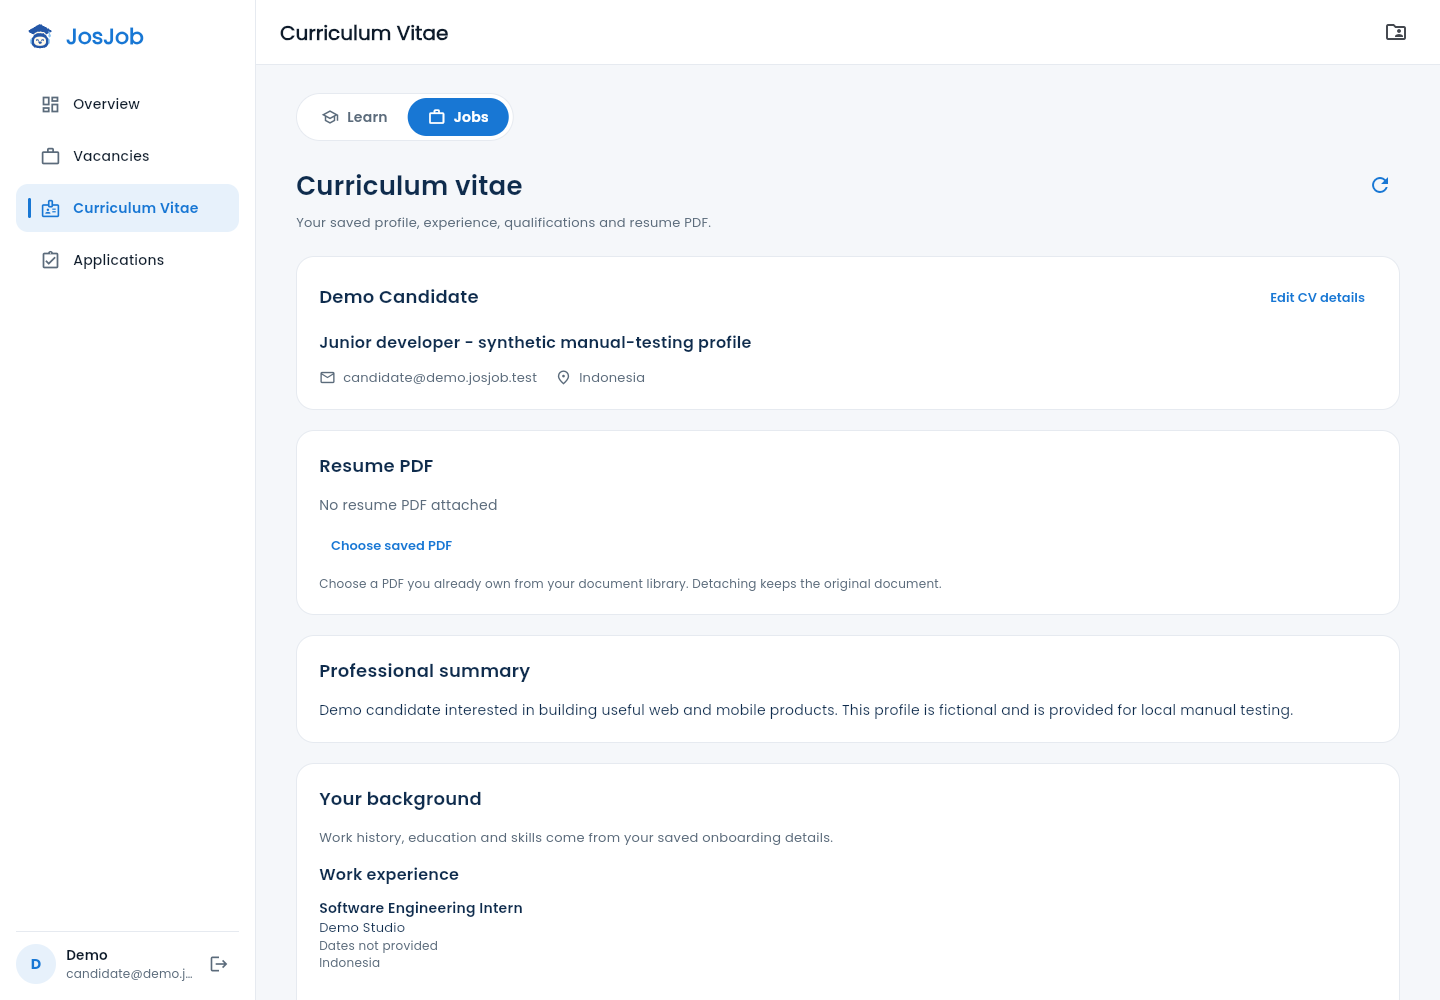 JosJob
Curriculum Vitae
Overview
Vacancies
Curriculum Vitae
Applications
Learn
Jobs
Curriculum vitae
Your saved profile, experience, qualifications and resume PDF.
Demo Candidate
Edit CV details
Junior developer - synthetic manual-testing profile
candidate@demo.josjob.test
Indonesia
Resume PDF
No resume PDF attached
Choose saved PDF
Choose a PDF you already own from your document library. Detaching keeps the original document.
Professional summary
Demo candidate interested in building useful web and mobile products. This profile is fictional and is provided for local manual testing.
Your background
Work history, education and skills come from your saved onboarding details.
Work experience
Software Engineering Intern
Demo Studio
Dates not provided
Indonesia
D
Demo
candidate@demo.j...